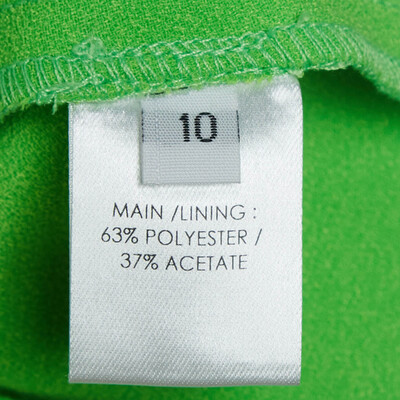 10
MAIN /LINING :
63% POLYESTER /
37% ACETATE